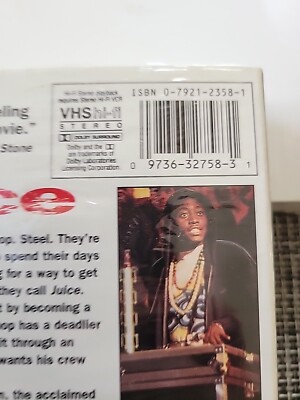 Hi-Fi Stereo playback
requires Stereo Hi-Fi VCR
VHS hi-fi
STEREO
DOLBY SURROUND
Dolby and the DD
are trademarks of
Dolby Laboratories
Licensing Corporation.
ISBN 0-7921-2358-1
0 9736-32758-3 1
eling
vie."
Stone
ce
op. Steel. They're
spend their days
g for a way to get
they call Juice.
t by becoming a
op has a deadlier
it through an
wants his crew
n, the acclaimed